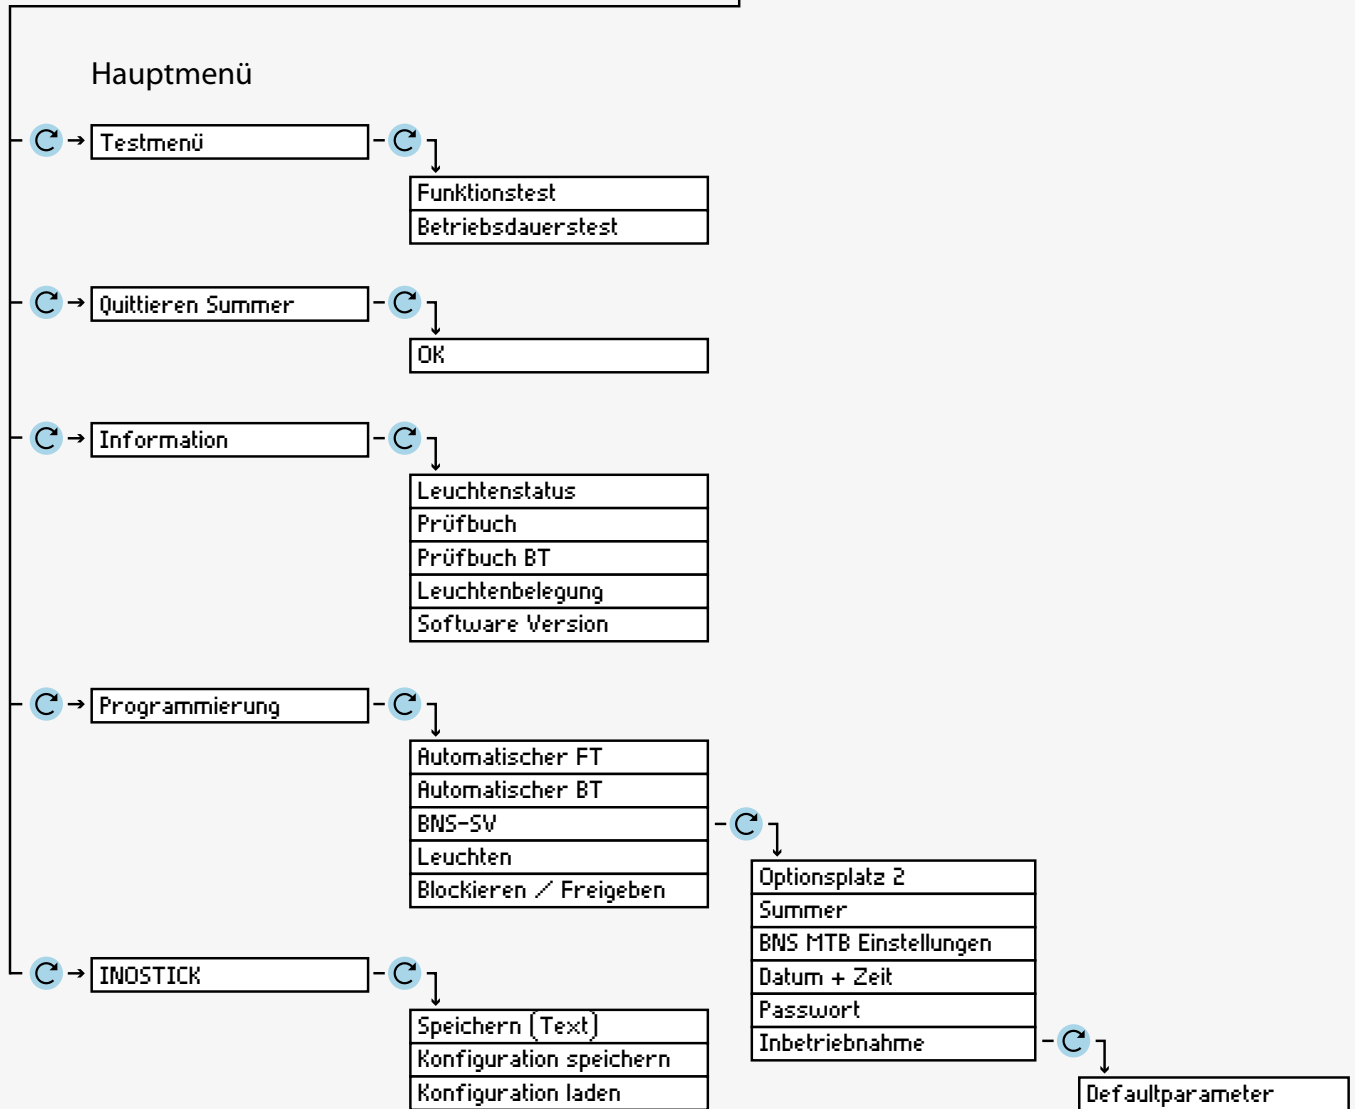 Hauptmenü
Testmenü
Funktionstest
Betriebsdauerstest
Quittieren Summer
OK
Information
Leuchtenstatus
Prüfbuch
Prüfbuch BT
Leuchtenbelegung
Software Version
Programmierung
Automatischer FT
Automatischer BT
BNS-SV
Leuchten
Blockieren / Freigeben
Optionsplatz 2
Summer
BNS MTB Einstellungen
Datum + Zeit
Passwort
Inbetriebnahme
Defaultparameter
INOSTICK
Speichern (Text)
Konfiguration speichern
Konfiguration laden